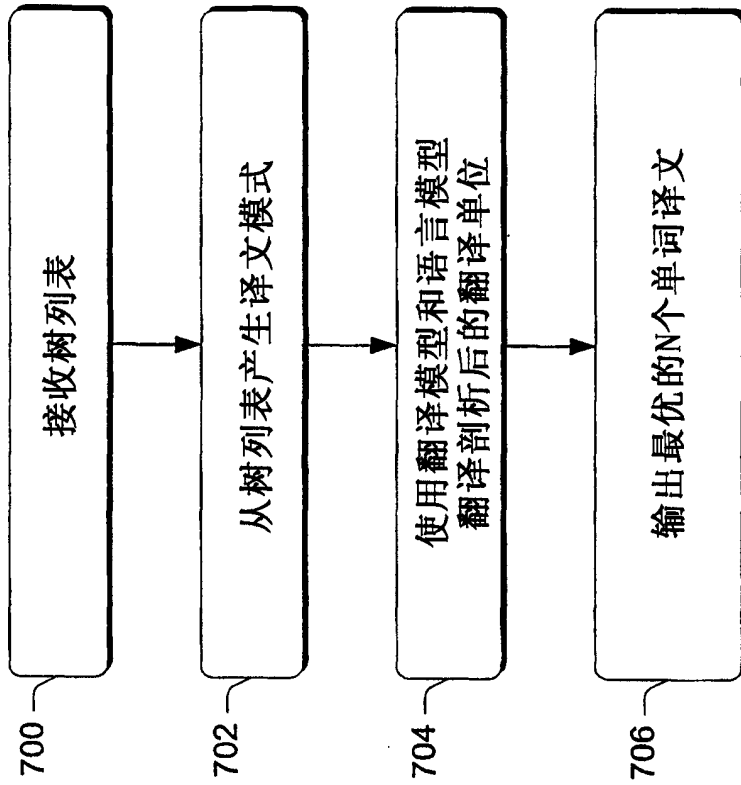 700
接收树列表
702
从树列表产生译文模式
704
使用翻译模型和语言模型
翻译剖析后的翻译单位
706
输出最优的N个单词译文